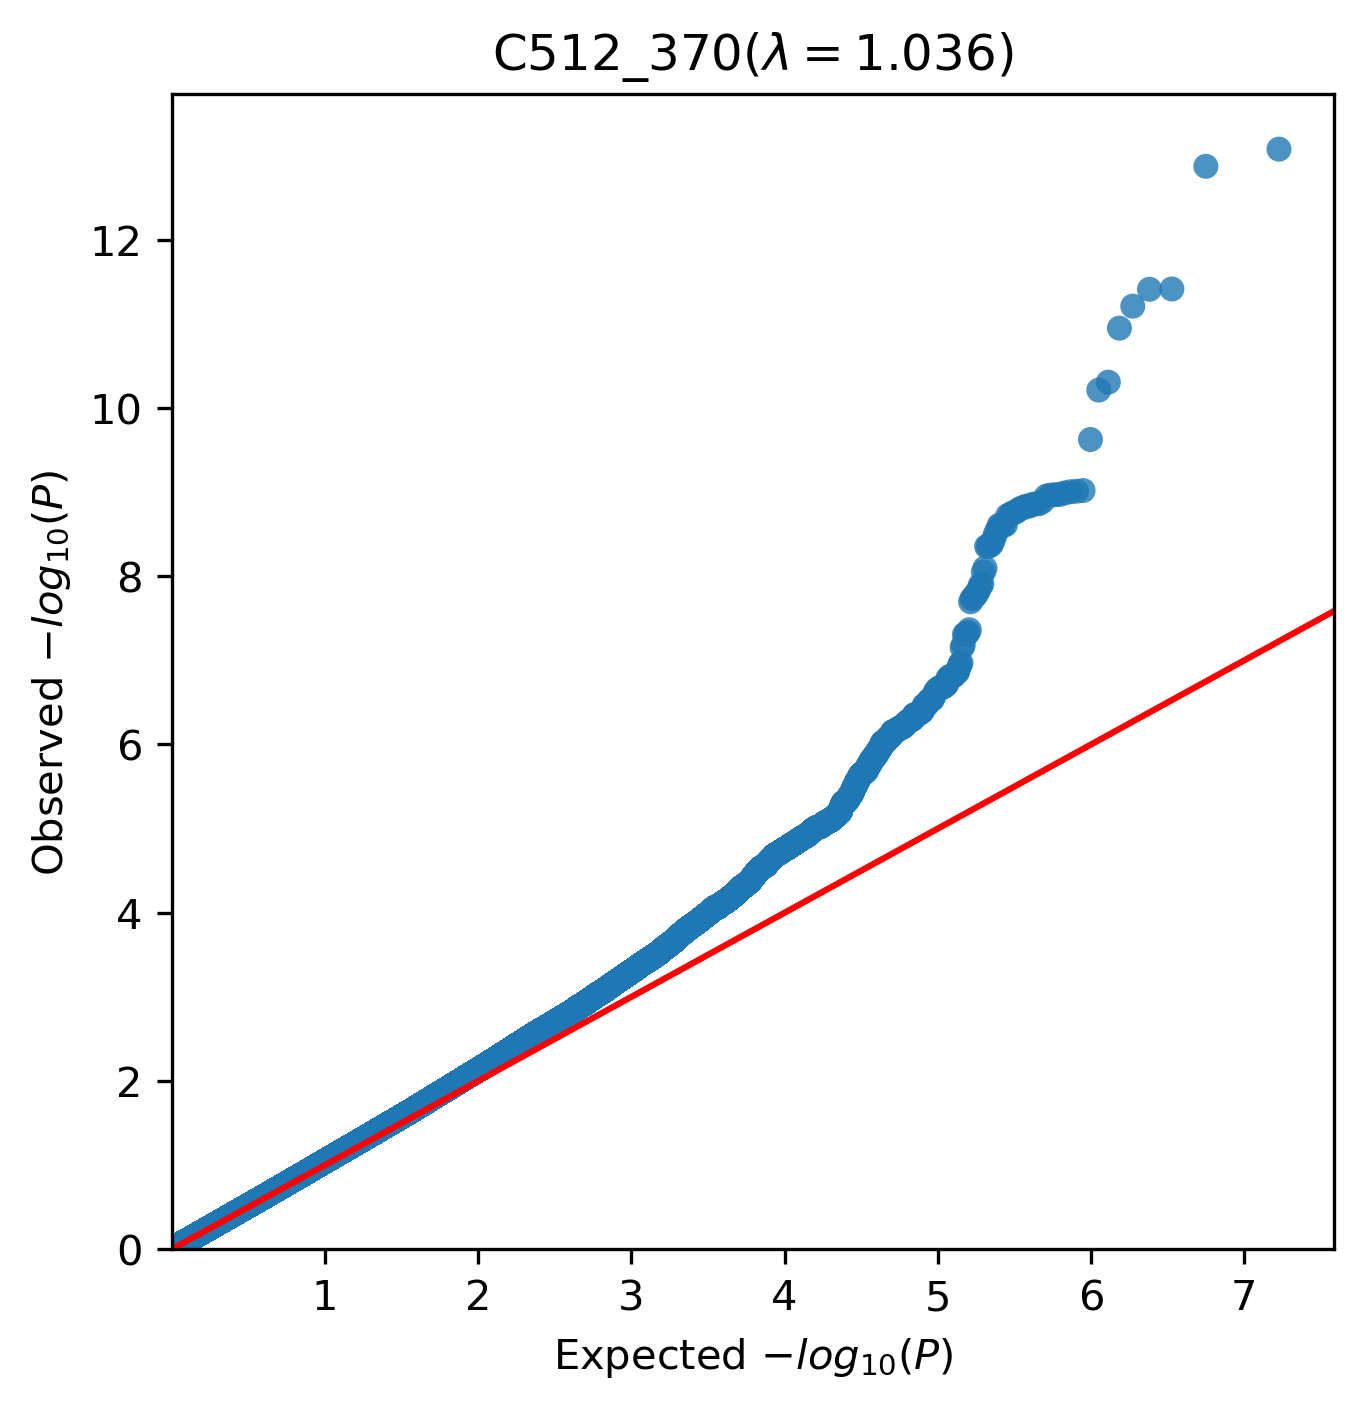 C512_370(λ = 1.036)
Observed −log₁₀(P)
12
10
8
6
4
2
0
1 2 3 4 5 6 7
Expected −log₁₀(P)